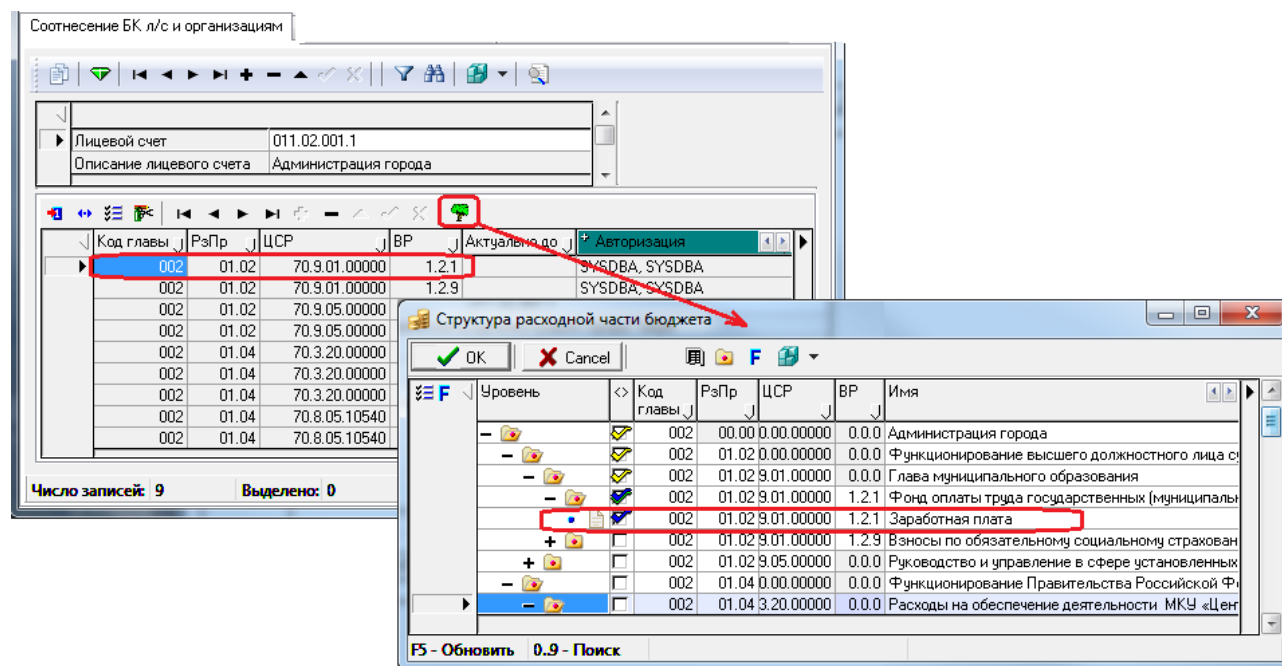 Соотнесение БК л/с и организациям
Лицевой счет 011.02.001.1
Описание лицевого счета Администрация города
Код главы РзПр ЦСР ВР Актуально до Авторизация
002 01.02 70.9.01.00000 1.2.1 SYSDBA, SYSDBA
002 01.02 70.9.01.00000 1.2.9 SYSDBA, SYSDBA
002 01.02 70.9.05.00000
002 01.02 70.9.05.00000
002 01.04 70.3.20.00000
002 01.04 70.3.20.00000
002 01.04 70.3.20.00000
002 01.04 70.8.05.10540
002 01.04 70.8.05.10540
Число записей: 9 Выделено: 0
Структура расходной части бюджета
OK Cancel F
F Уровень <> Код главы РзПр ЦСР ВР Имя
002 00.00 0.00.00000 0.0.0 Администрация города
002 01.02 0.00.00000 0.0.0 Функционирование высшего должностного лица су
002 01.02 9.01.00000 0.0.0 Глава муниципального образования
002 01.02 9.01.00000 1.2.1 Фонд оплаты труда государственных (муниципальн
002 01.02 9.01.00000 1.2.1 Заработная плата
002 01.02 9.01.00000 1.2.9 Взносы по обязательному социальному страхован
002 01.02 9.05.00000 0.0.0 Руководство и управление в сфере установленных
002 01.04 0.00.00000 0.0.0 Функционирование Правительства Российской Ф
002 01.04 3.20.00000 0.0.0 Расходы на обеспечение деятельности МКУ «Цен
F5 - Обновить 0..9 - Поиск